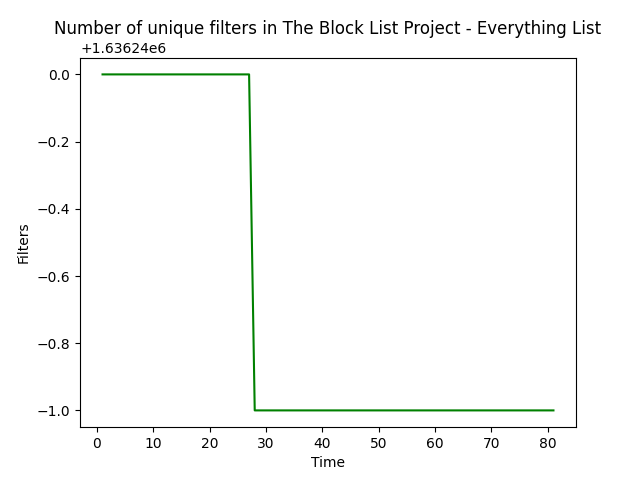 Number of unique filters in The Block List Project - Everything List
+1.63624e6
0.0
−0.2
−0.4
−0.6
−0.8
−1.0
Filters
0 10 20 30 40 50 60 70 80
Time